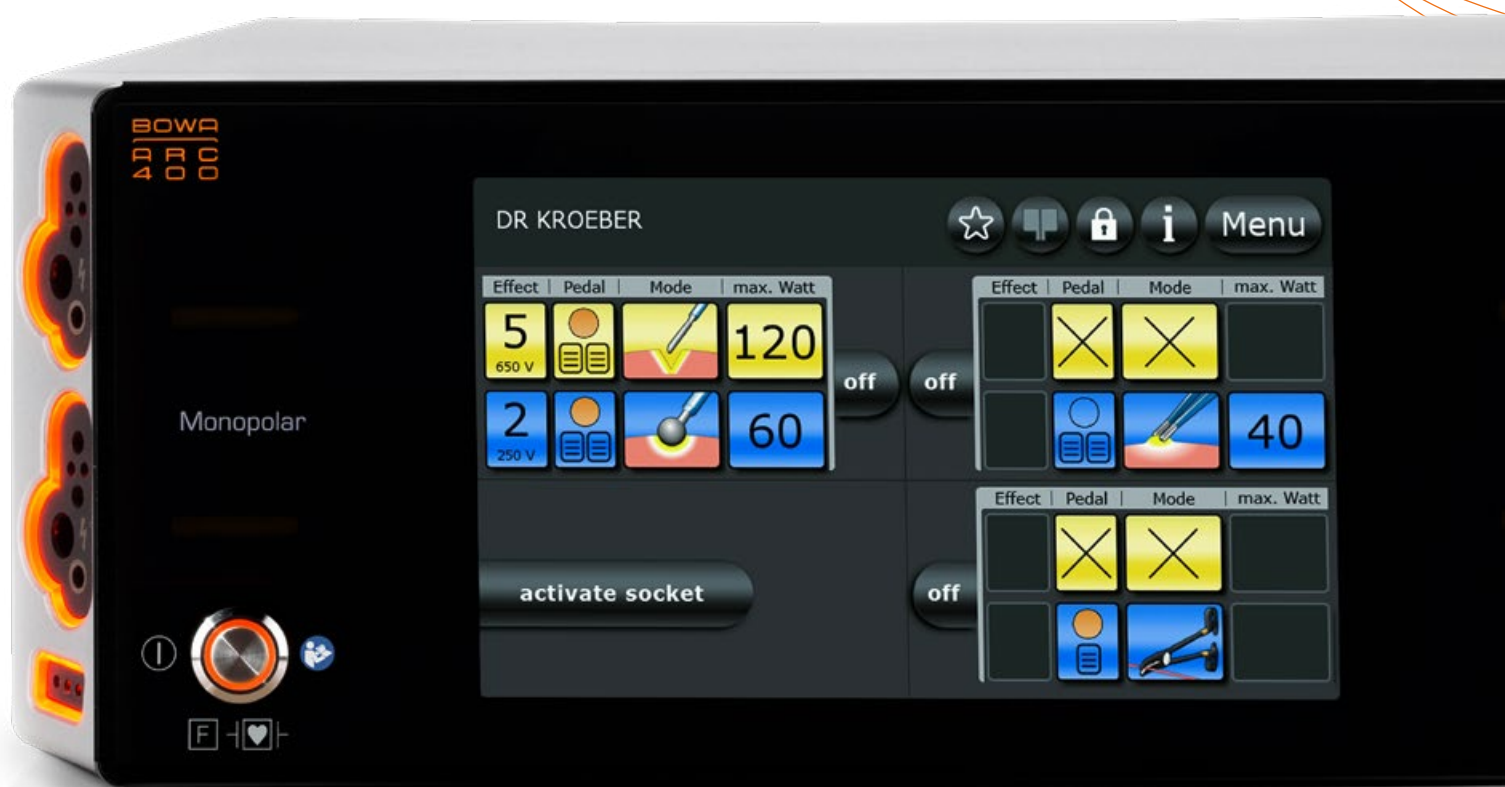 BOWA
ARC
400
DR KROEBER
i
Menu
Effect | Pedal | Mode | max. Watt
5
650 V
120
2
250 V
60
off
off
Effect | Pedal | Mode | max. Watt
40
Monopolar
activate socket
off
Effect | Pedal | Mode | max. Watt
F